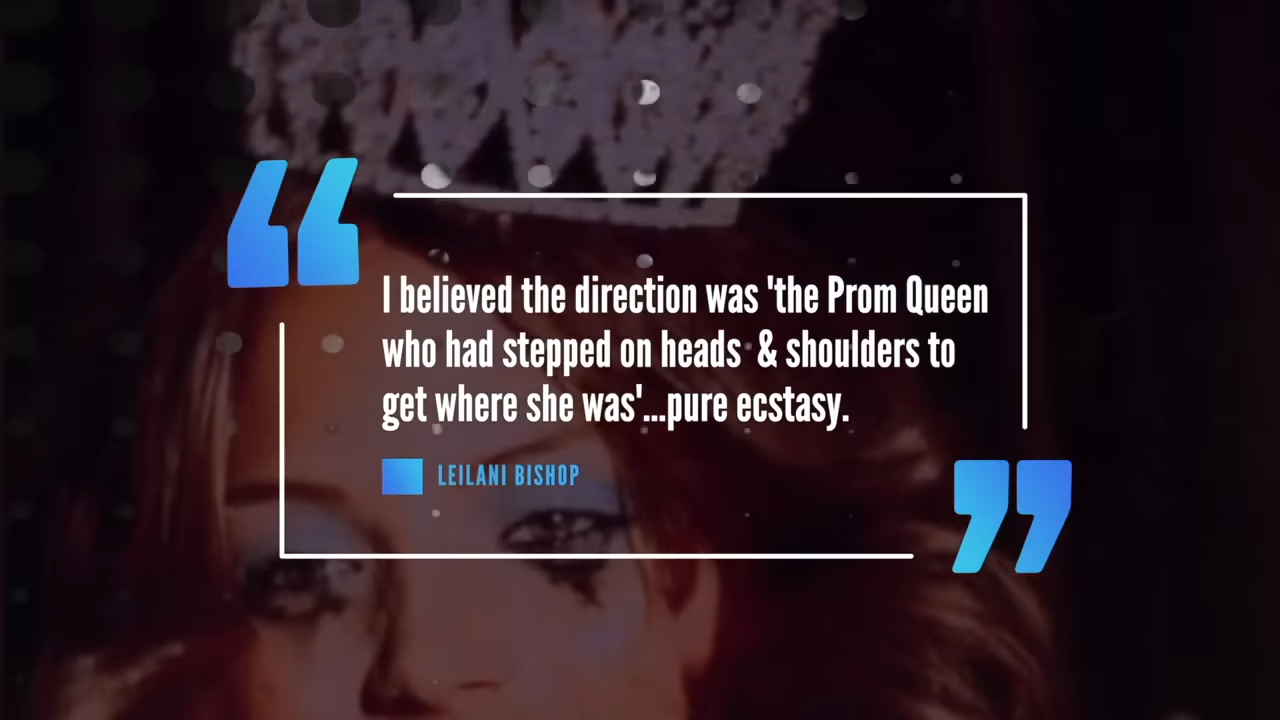 I believed the direction was 'the Prom Queen
who had stepped on heads & shoulders to
get where she was'...pure ecstasy.
LEILANI BISHOP